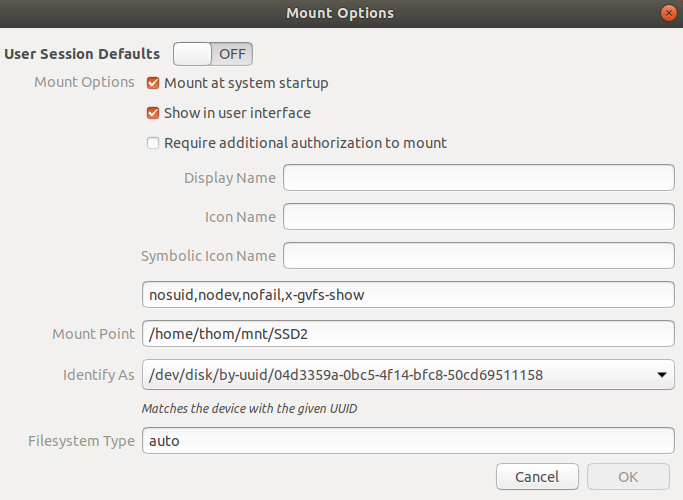 Mount Options
User Session Defaults OFF
Mount Options Mount at system startup
Show in user interface
Require additional authorization to mount
Display Name
Icon Name
Symbolic Icon Name
nosuid,nodev,nofail,x-gvfs-show
Mount Point /home/thom/mnt/SSD2
Identify As /dev/disk/by-uuid/04d3359a-0bc5-4f14-bfc8-50cd69511158
Matches the device with the given UUID
Filesystem Type auto
Cancel OK